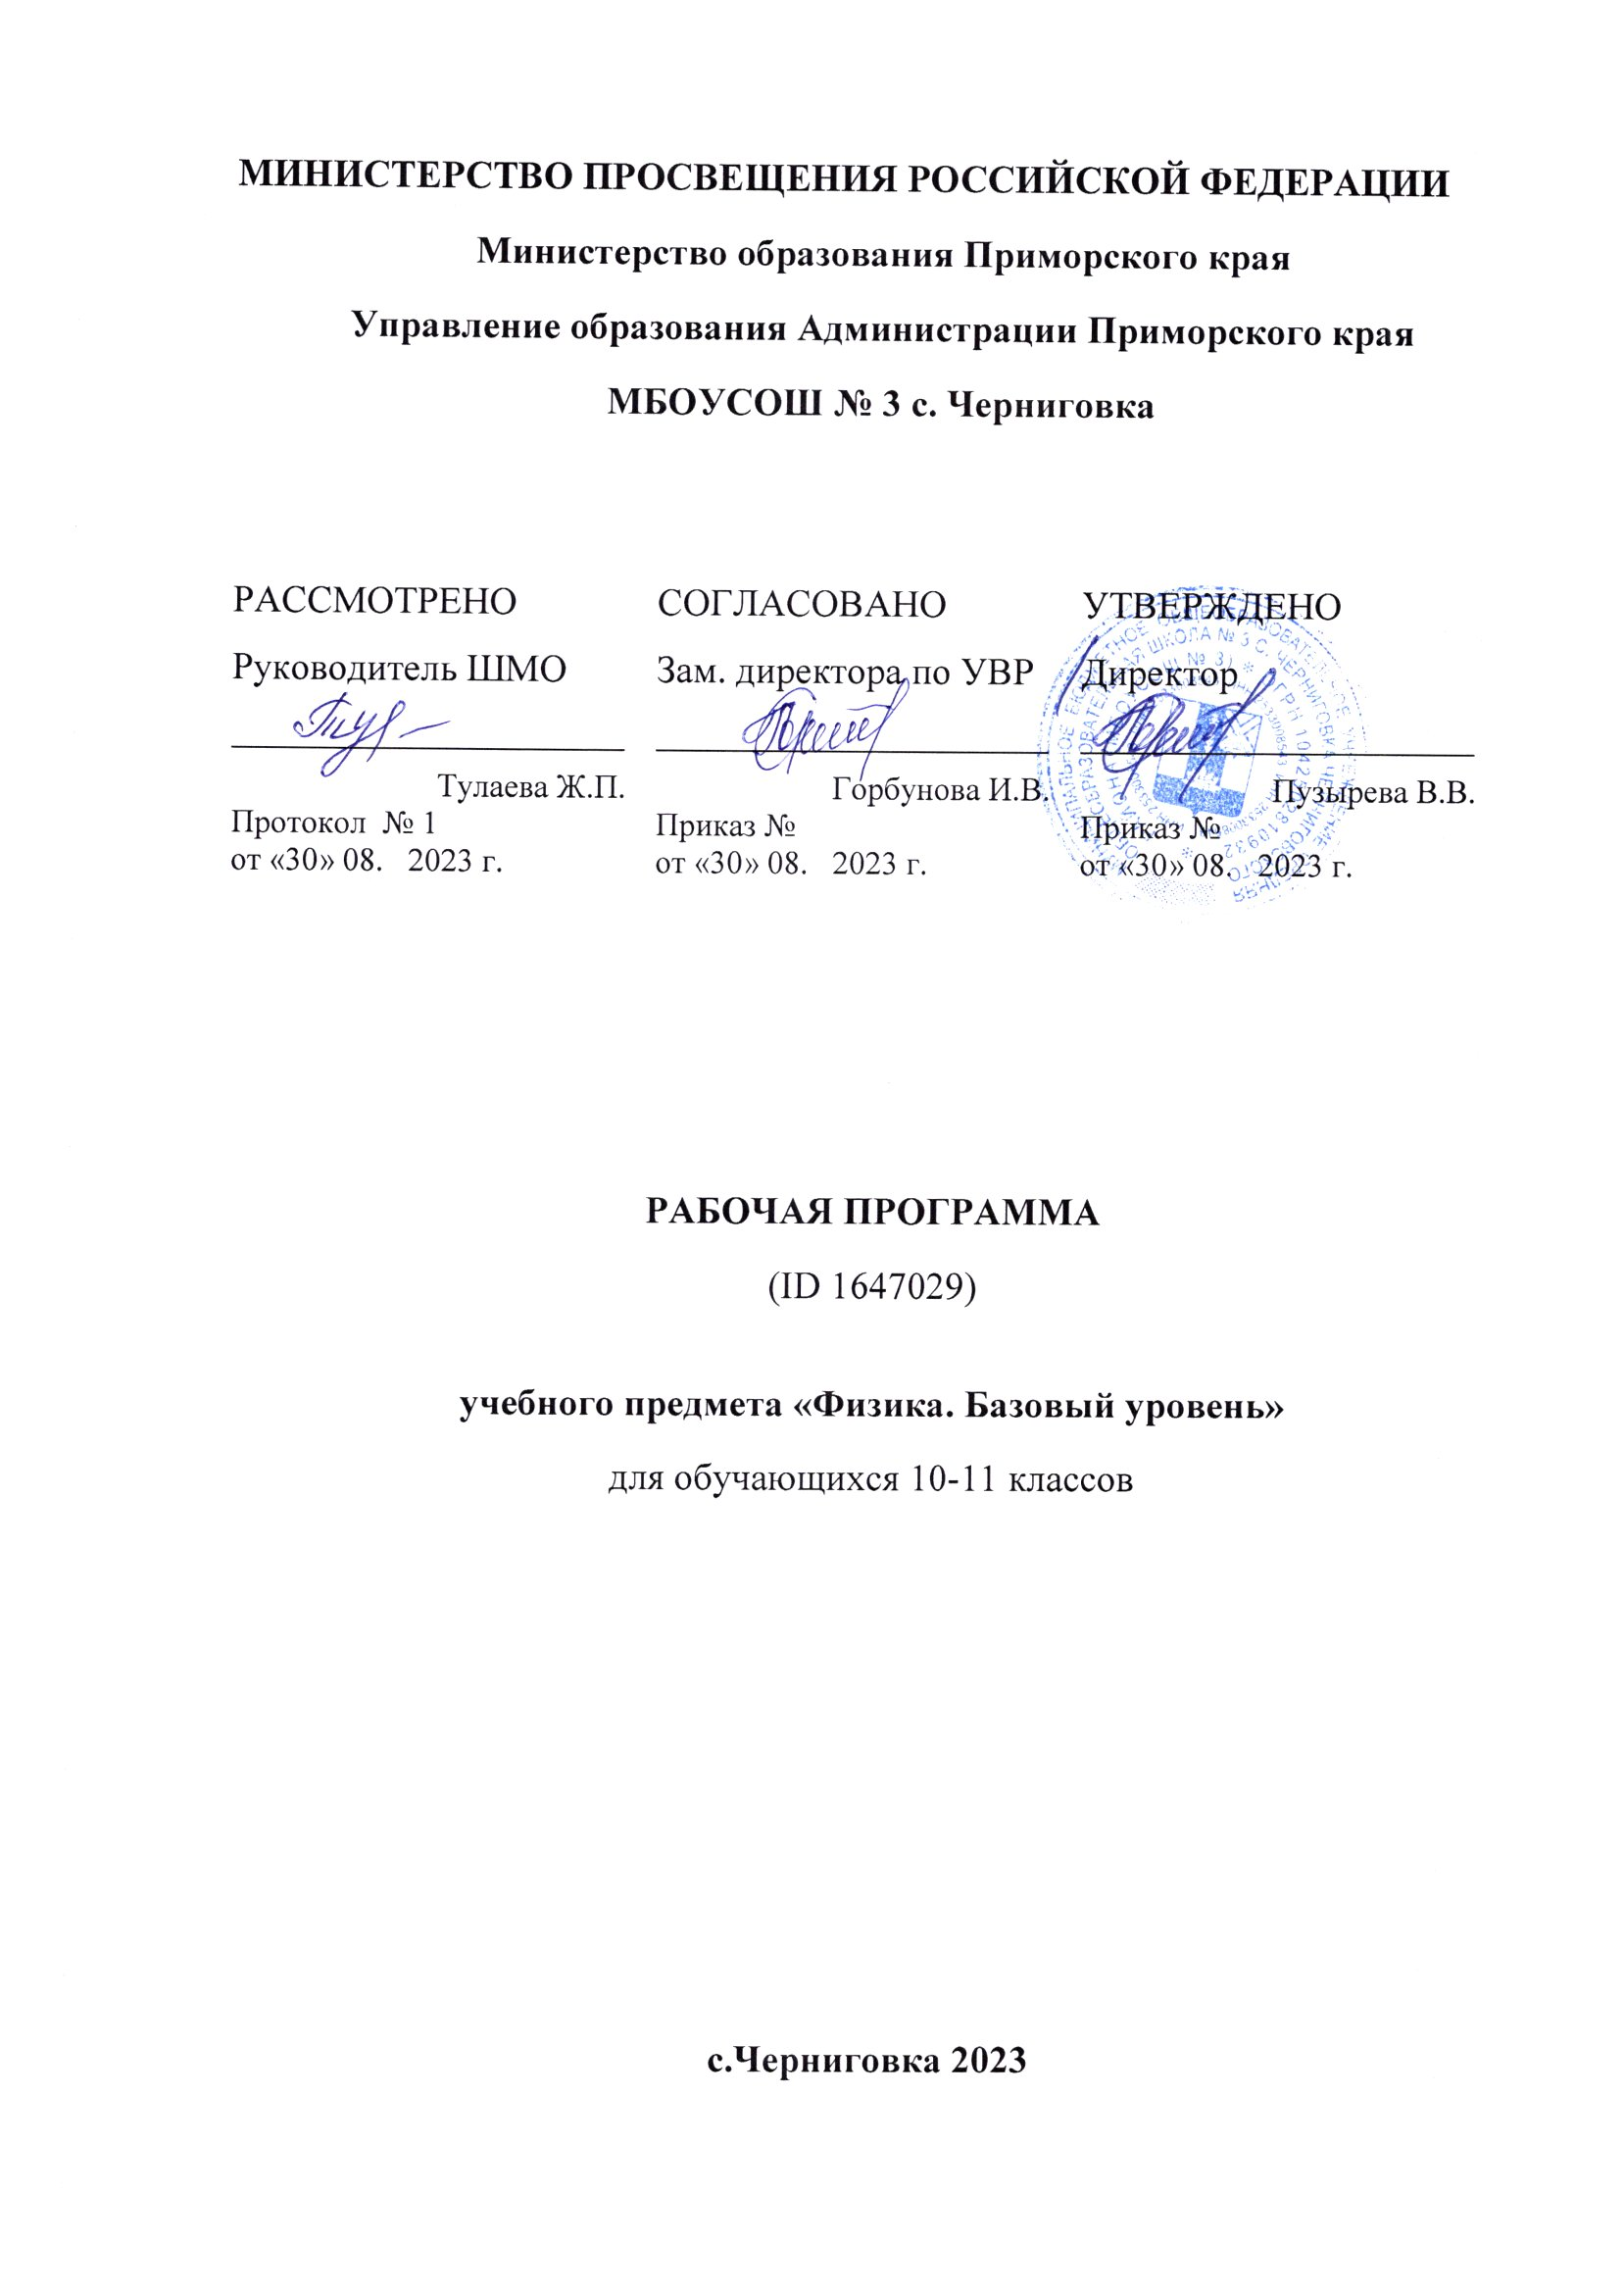 МИНИСТЕРСТВО ПРОСВЕЩЕНИЯ РОССИЙСКОЙ ФЕДЕРАЦИИ
Министерство образования Приморского края
Управление образования Администрации Приморского края
МБОУСОШ № 3 с. Черниговка
РАССМОТРЕНО
Руководитель ШМО
Тулаева Ж.П.
Протокол № 1
от «30» 08. 2023 г.
СОГЛАСОВАНО
Зам. директора по УВР
Горбунова И.В.
Приказ №
от «30» 08. 2023 г.
УТВЕРЖДЕНО
Директор
Пузырева В.В.
Приказ №
от «30» 08. 2023 г.
РАБОЧАЯ ПРОГРАММА
(ID 1647029)
учебного предмета «Физика. Базовый уровень»
для обучающихся 10-11 классов
с.Черниговка 2023